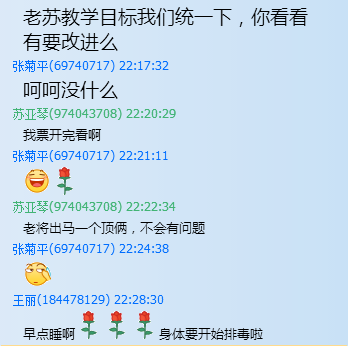 老苏教学目标我们统一下，你看看
有要改进么
张菊平(69740717) 22:17:32
呵呵没什么
苏亚琴(974043708) 22:20:29
我票开完看啊
张菊平(69740717) 22:21:11
苏亚琴(974043708) 22:22:34
老将出马一个顶俩，不会有问题
张菊平(69740717) 22:24:38
王丽(184478129) 22:28:30
早点睡啊 身体要开始排毒啦